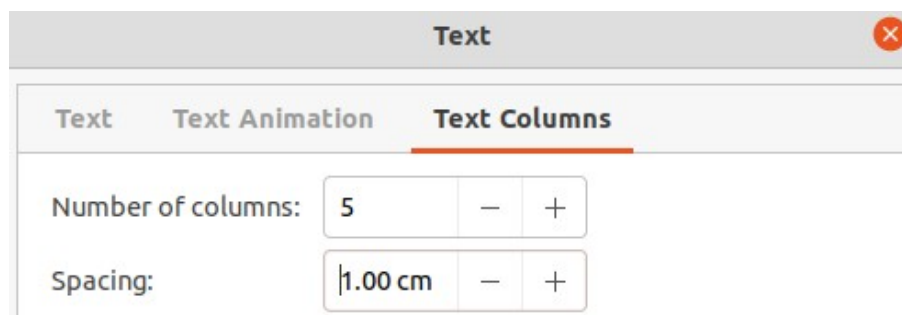 Text
Text Text Animation Text Columns
Number of columns: 5
Spacing: 1.00 cm